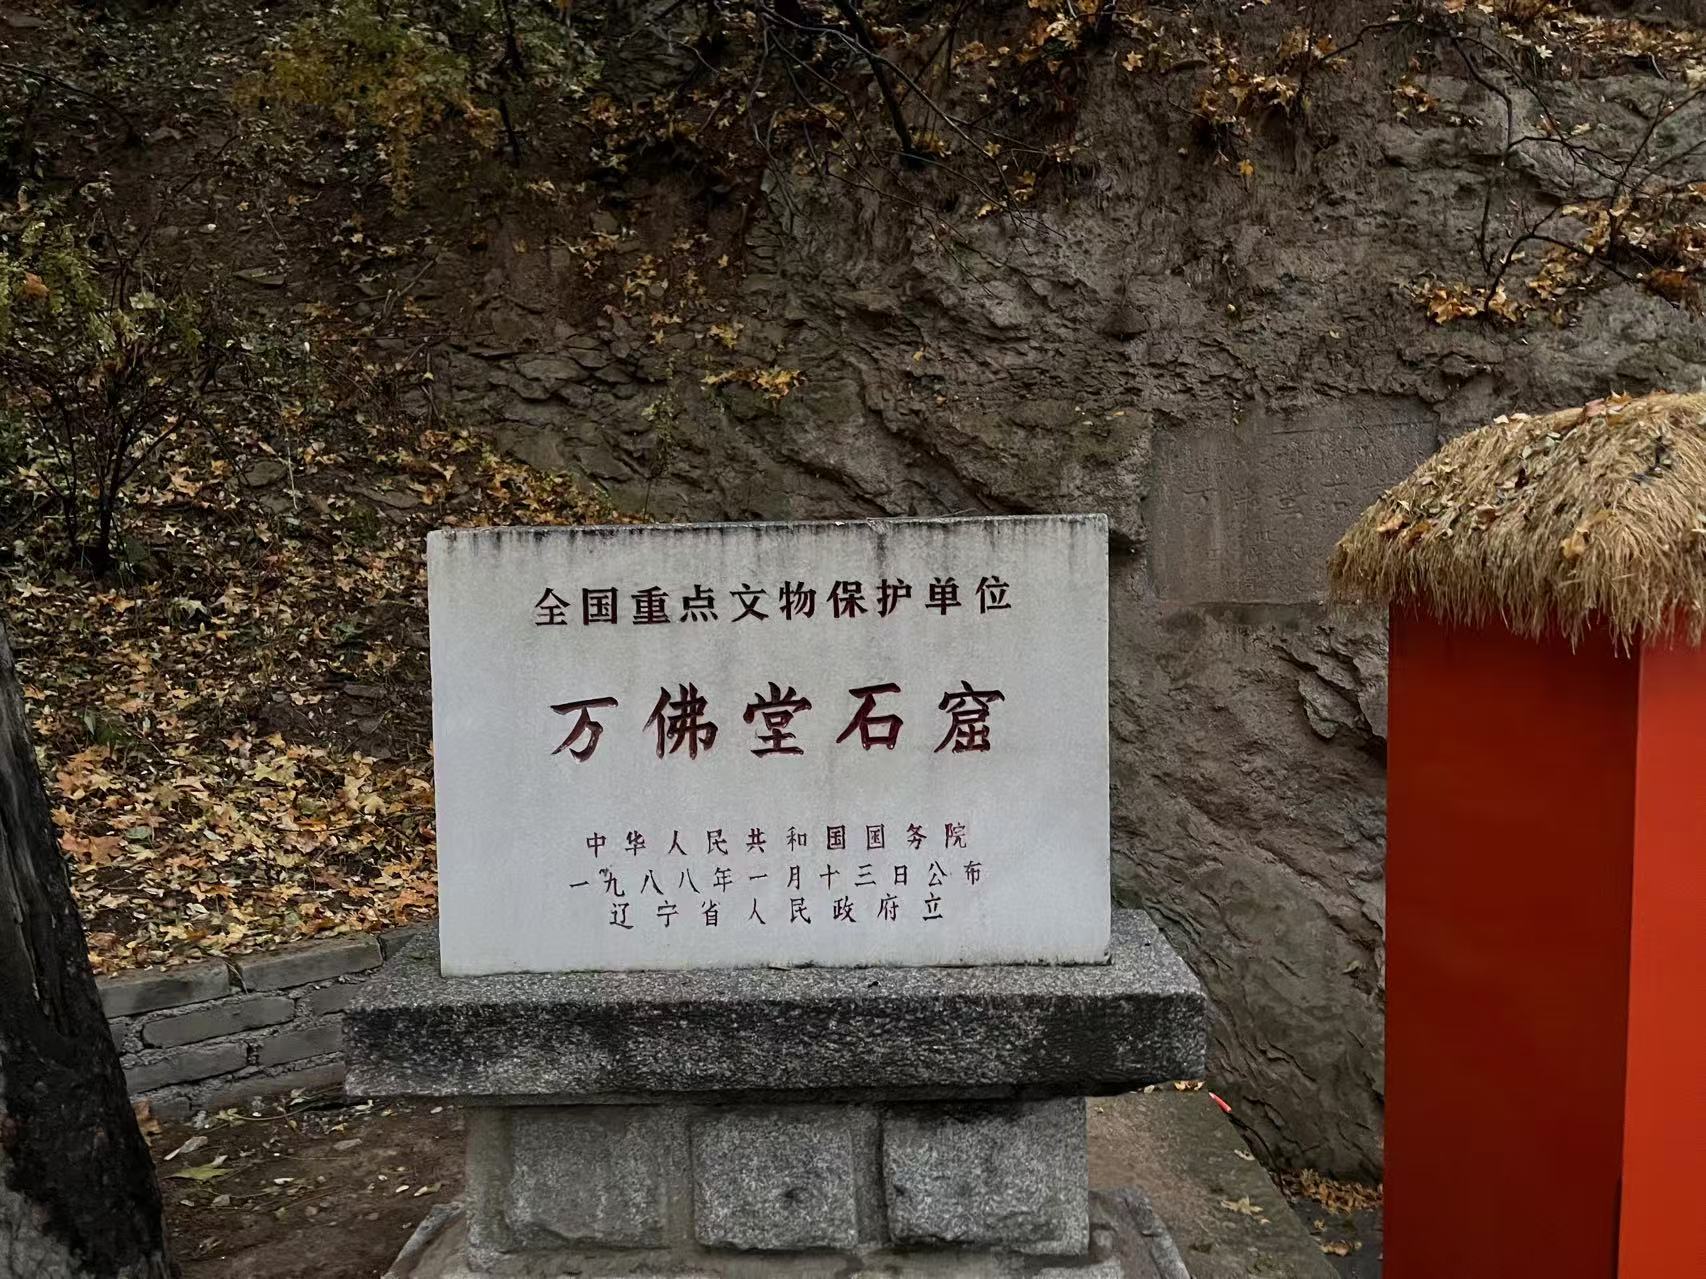 全国重点文物保护单位
万佛堂石窟
中华人民共和国国务院
一九八八年一月十三日公布
辽宁省人民政府立